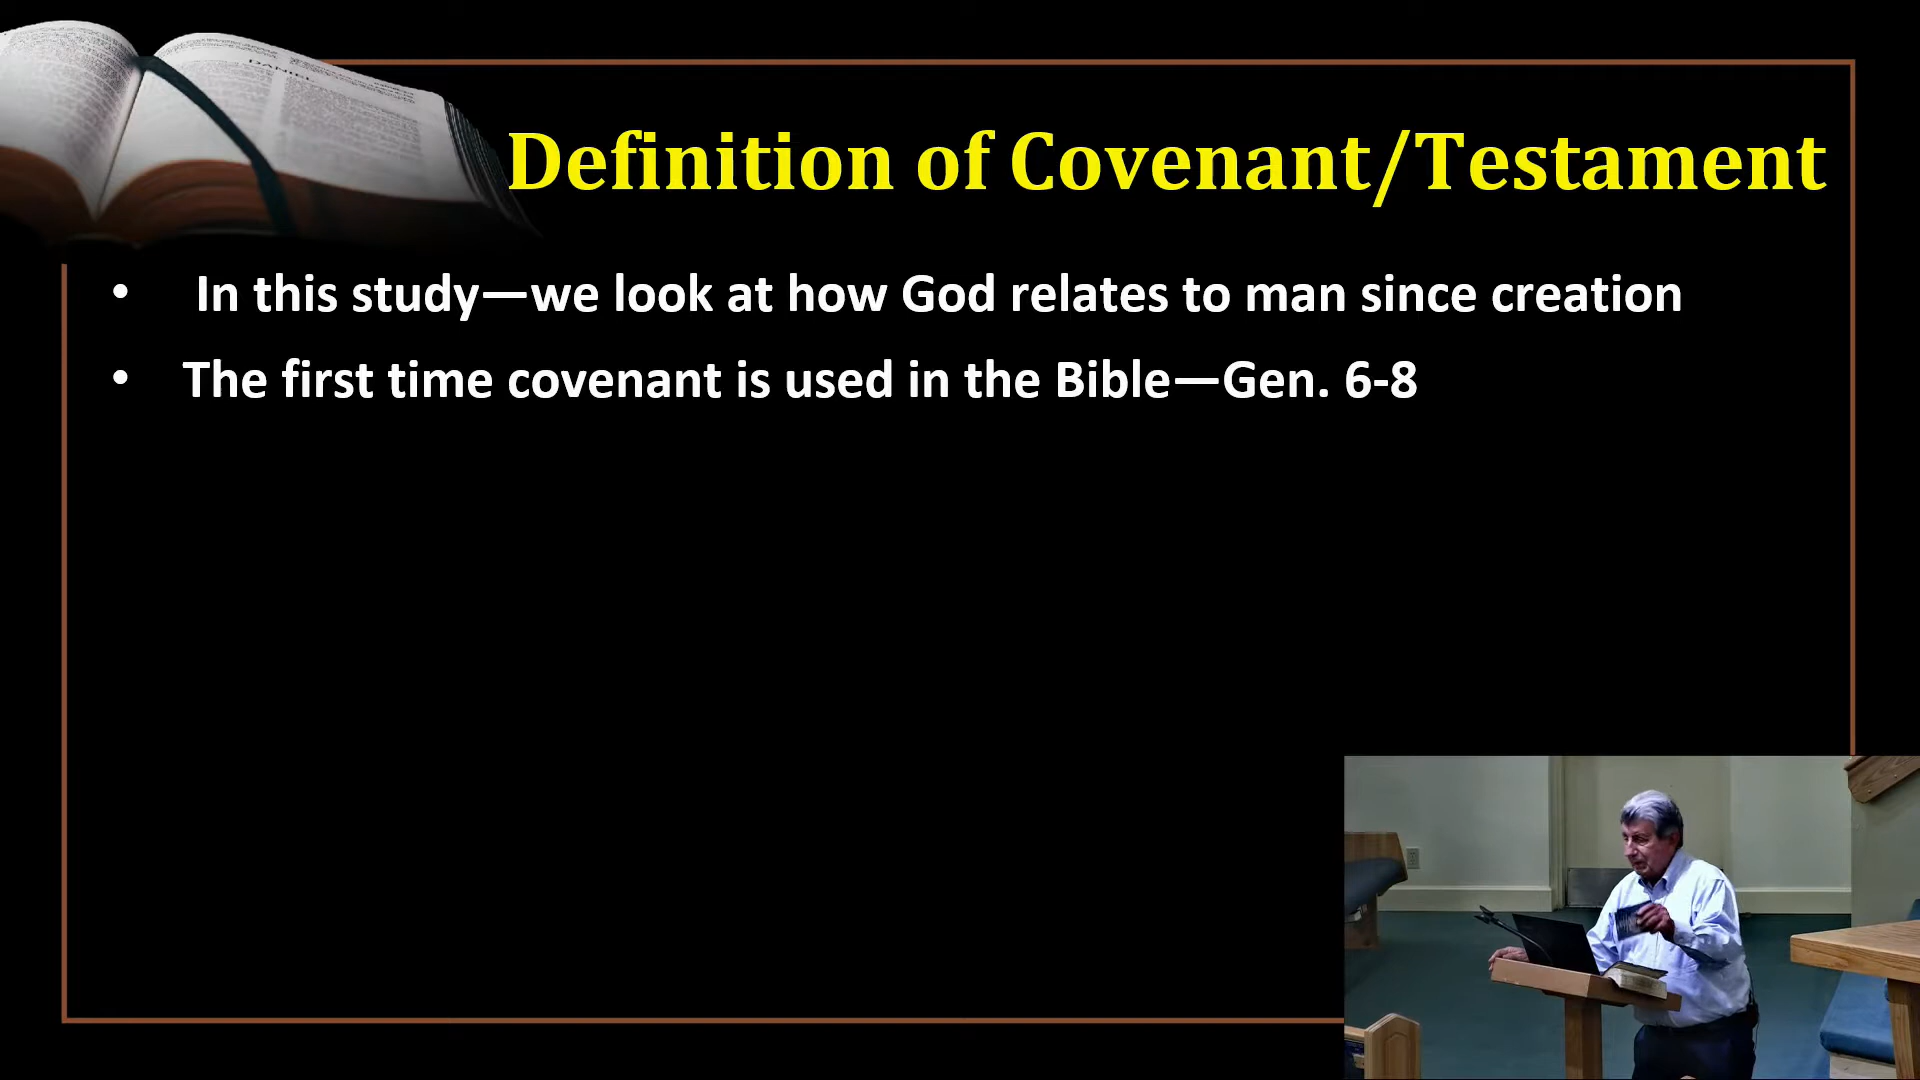 DANIEL
Definition of Covenant/Testament
• In this study—we look at how God relates to man since creation
• The first time covenant is used in the Bible—Gen. 6-8